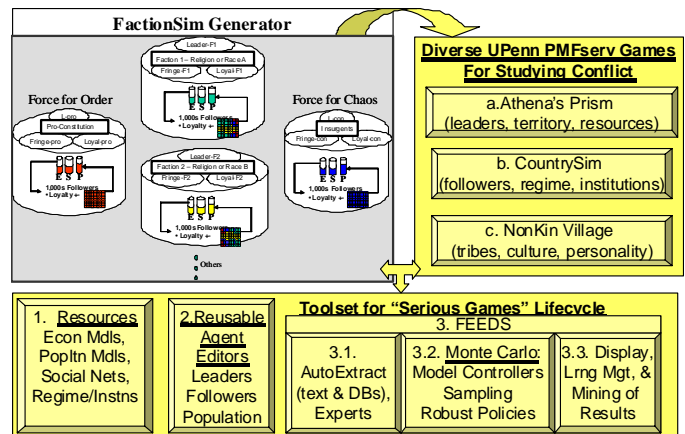 FactionSim Generator
Leader-F1
Faction 1 – Religion or Race A
Fringe-F1 Loyal-F1
E S P
1,000s Followers
• Loyalty +-
Force for Order
L-pro
Pro-Constitution
Fringe-pro Loyal-pro
E S P
1,000s Followers
• Loyalty +-
Leader-F2
Faction 2 – Religion or Race B
Fringe-F2 Loyal-F2
E S P
1,000s Followers
• Loyalty +-
Others
Force for Chaos
L-con
Insurgents
Fringe-con Loyal-con
E S P
1,000s Followers
• Loyalty +-
Diverse UPenn PMFserv Games
For Studying Conflict
a.Athena's Prism
(leaders, territory, resources)
b. CountrySim
(followers, regime, institutions)
c. NonKin Village
(tribes, culture, personality)
Toolset for “Serious Games” Lifecycle
1. Resources
Econ Mdls,
Popltn Mdls,
Social Nets,
Regime/Instns
2.Reusable
Agent
Editors
Leaders
Followers
Population
3. FEEDS
3.1.
AutoExtract
(text & DBs),
Experts
3.2. Monte Carlo:
Model Controllers
Sampling
Robust Policies
3.3. Display,
Lrng Mgt, &
Mining of
Results